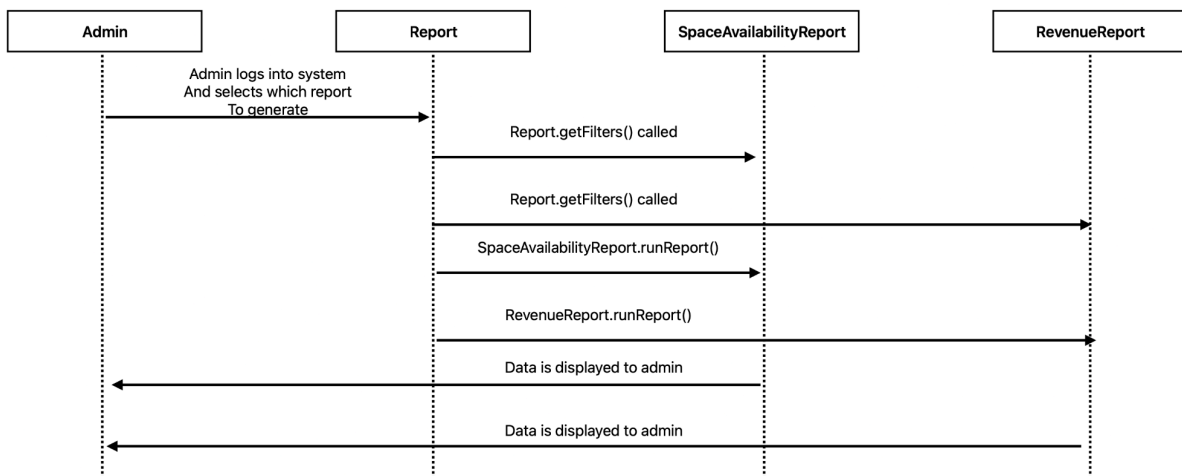 Admin
Report
SpaceAvailabilityReport
RevenueReport
Admin logs into system
And selects which report
To generate
Report.getFilters() called
Report.getFilters() called
SpaceAvailabilityReport.runReport()
RevenueReport.runReport()
Data is displayed to admin
Data is displayed to admin